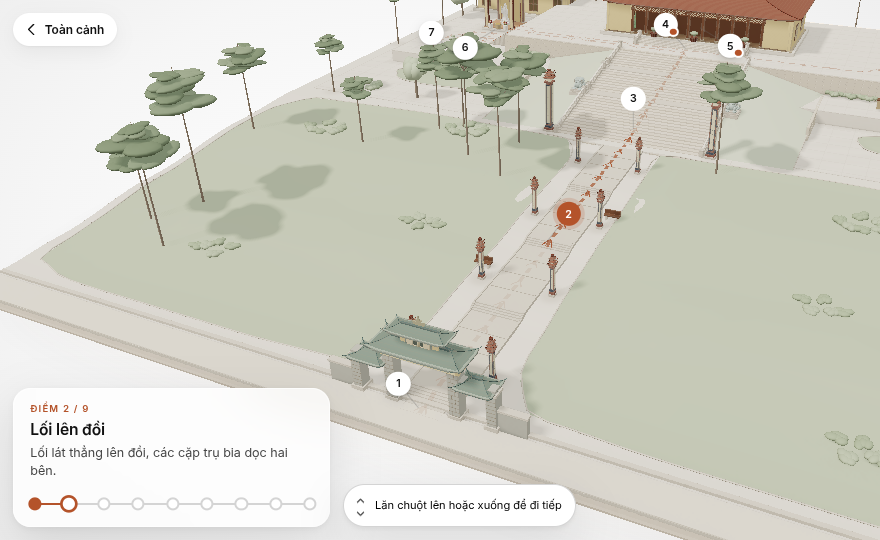 Toàn cảnh
7
6
4
5
3
2
1
ĐIỂM 2 / 9
Lối lên đồi
Lối lát thẳng lên đồi, các cặp trụ bia dọc hai
bên.
Lăn chuột lên hoặc xuống để đi tiếp